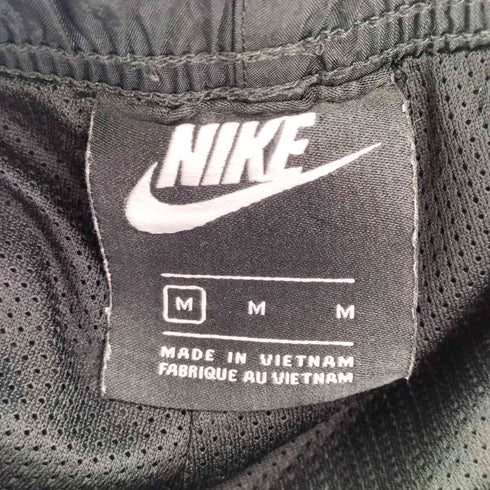 NIKE
M M M
MADE IN VIETNAM
FABRIQUE AU VIETNAM